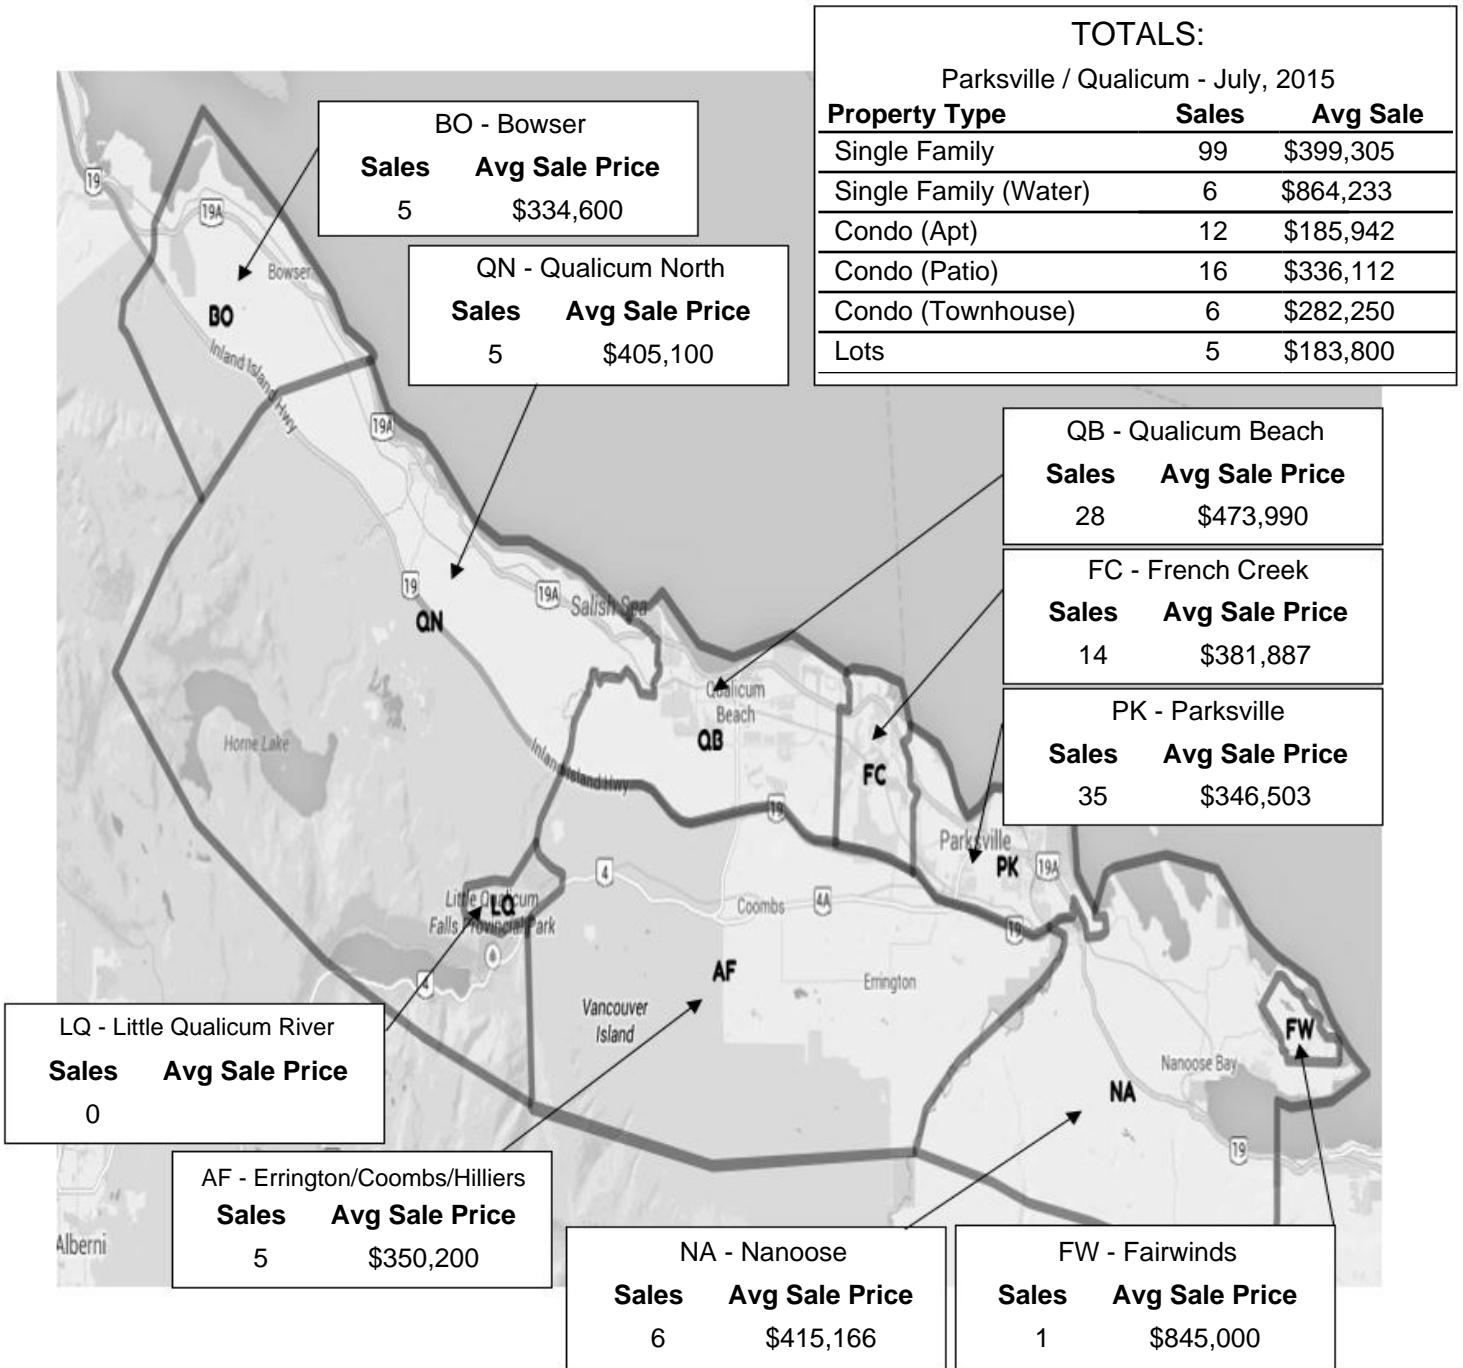 TOTALS:
Parksville / Qualicum - July, 2015
Property Type Sales Avg Sale
Single Family 99 $399,305
Single Family (Water) 6 $864,233
Condo (Apt) 12 $185,942
Condo (Patio) 16 $336,112
Condo (Townhouse) 6 $282,250
Lots 5 $183,800
BO - Bowser
Sales Avg Sale Price
5 $334,600
QN - Qualicum North
Sales Avg Sale Price
5 $405,100
QB - Qualicum Beach
Sales Avg Sale Price
28 $473,990
FC - French Creek
Sales Avg Sale Price
14 $381,887
PK - Parksville
Sales Avg Sale Price
35 $346,503
19
19A
Bowser
BO
Inland Island Hwy
19A
19
19A
Salish Sea
QN
Qualicum
Beach
QB
Horne Lake
Inland Island Hwy
FC
19
Parksville
PK
19A
4
Little Qualicum
Falls Provincial Park
LQ
Coombs
4A
19
AF
Errington
4
Vancouver
Island
FW
Nanoose Bay
NA
19
Alberni
LQ - Little Qualicum River
Sales Avg Sale Price
0
AF - Errington/Coombs/Hilliers
Sales Avg Sale Price
5 $350,200
NA - Nanoose
Sales Avg Sale Price
6 $415,166
FW - Fairwinds
Sales Avg Sale Price
1 $845,000